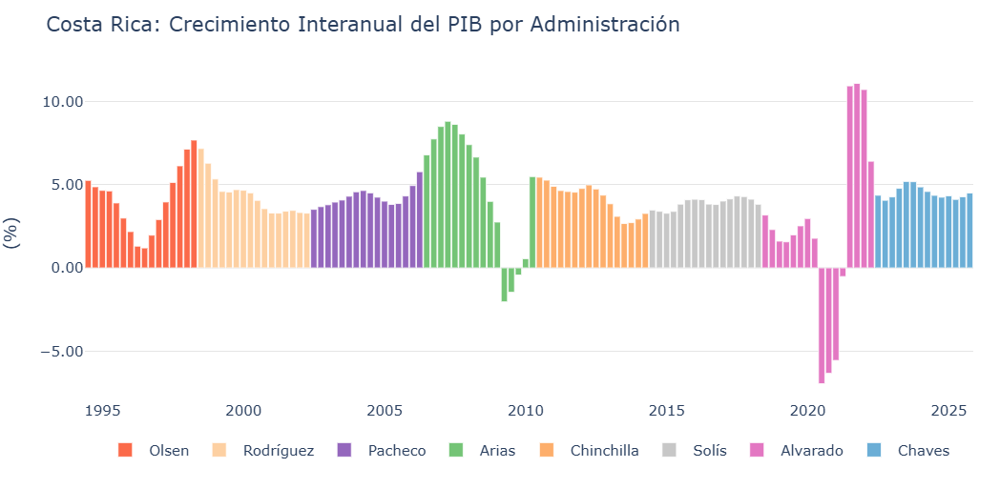 Costa Rica: Crecimiento Interanual del PIB por Administración
(%)
10.00
5.00
0.00
−5.00
1995 2000 2005 2010 2015 2020 2025
Olsen Rodríguez Pacheco Arias Chinchilla Solís Alvarado Chaves